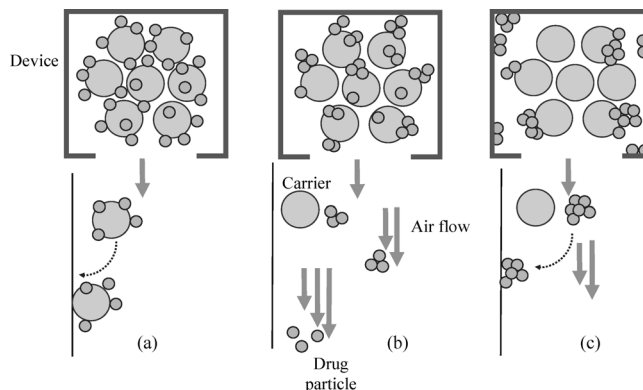 Device
Carrier
Air flow
(a)
(b)
(c)
Drug
particle